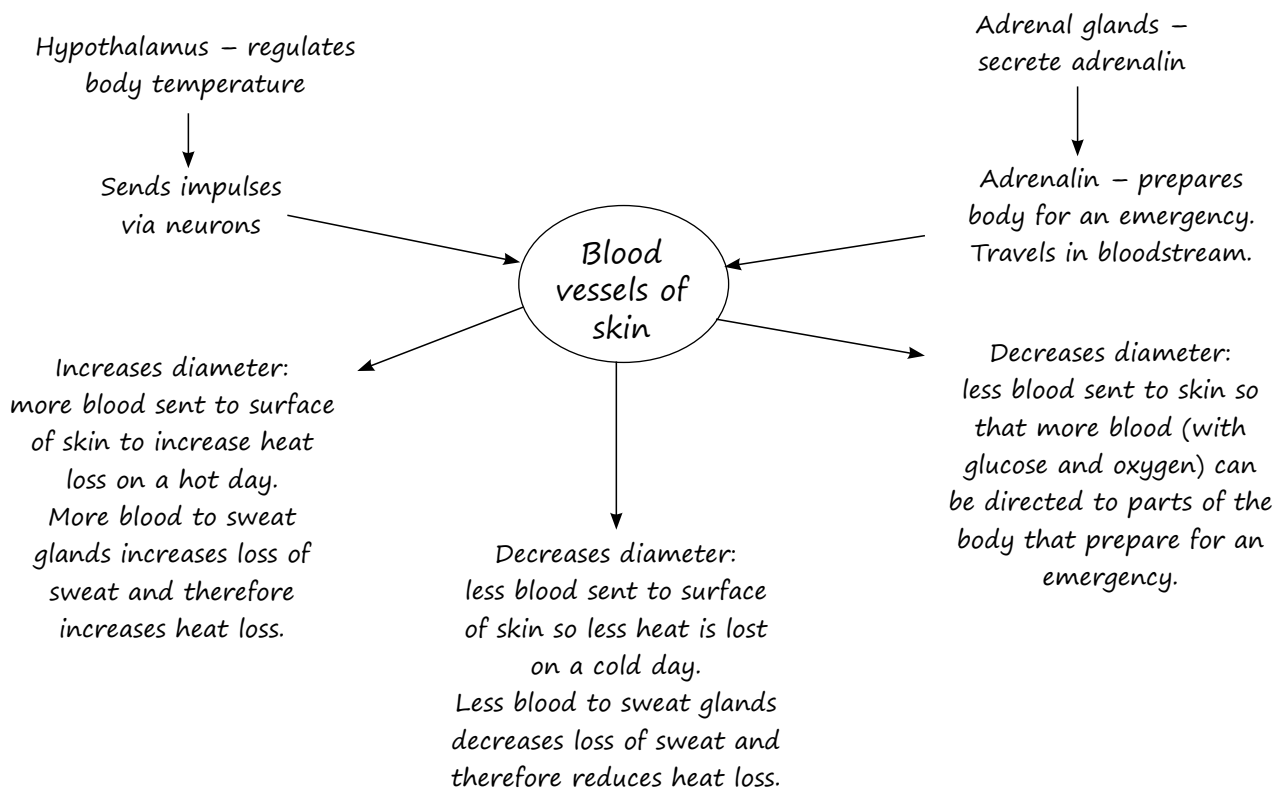 Hypothalamus – regulates
body temperature
Sends impulses
via neurons
Adrenal glands –
secrete adrenalin
Adrenalin – prepares
body for an emergency.
Travels in bloodstream.
Blood
vessels of
skin
Increases diameter:
more blood sent to surface
of skin to increase heat
loss on a hot day.
More blood to sweat
glands increases loss of
sweat and therefore
increases heat loss.
Decreases diameter:
less blood sent to surface
of skin so less heat is lost
on a cold day.
Less blood to sweat glands
decreases loss of sweat and
therefore reduces heat loss.
Decreases diameter:
less blood sent to skin so
that more blood (with
glucose and oxygen) can
be directed to parts of the
body that prepare for an
emergency.